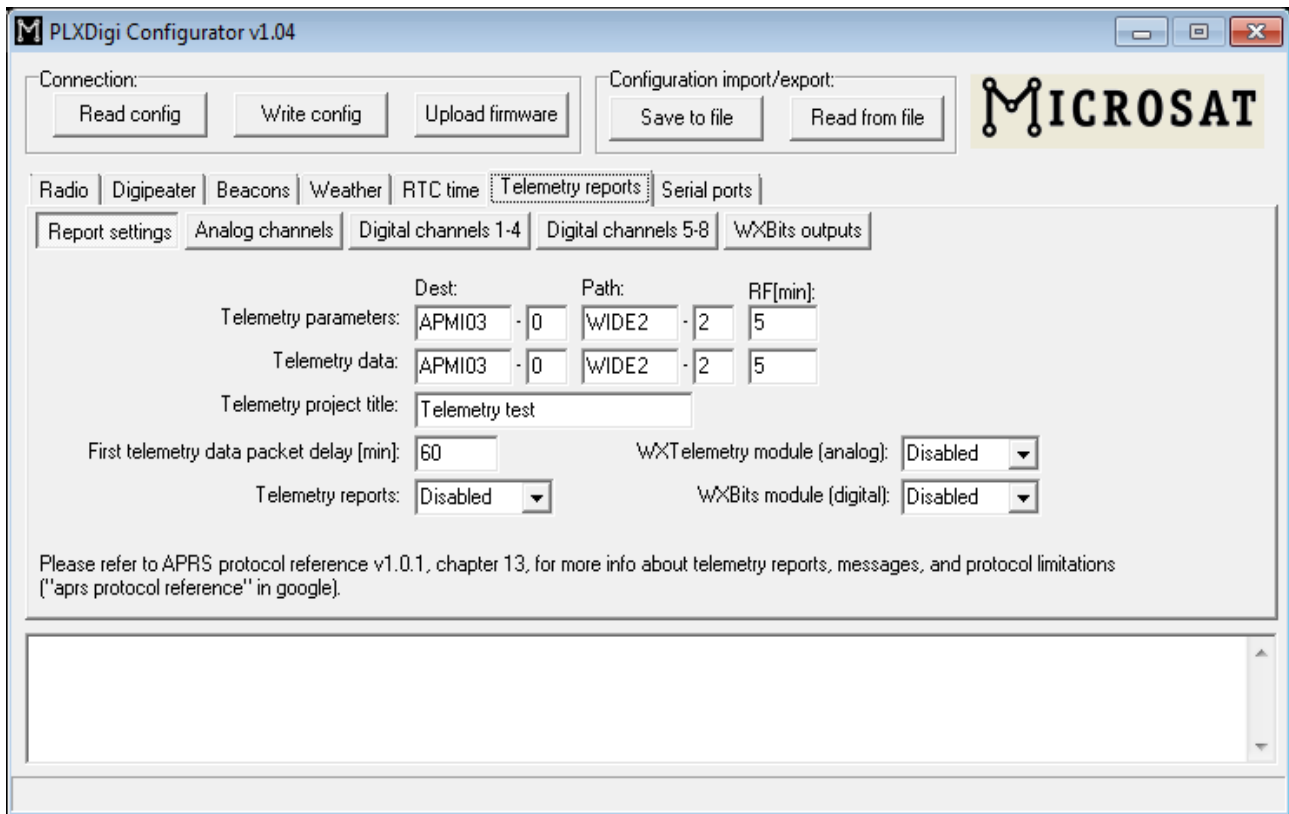 PLXDigi Configurator v1.04
Connection:
Read config Write config Upload firmware
Configuration import/export:
Save to file Read from file
MICROSAT
Radio Digipeater Beacons Weather RTC time Telemetry reports Serial ports
Report settings Analog channels Digital channels 1-4 Digital channels 5-8 WXBits outputs
Dest: Path: RF[min]:
Telemetry parameters: APMI03 - 0 WIDE2 - 2 5
Telemetry data: APMI03 - 0 WIDE2 - 2 5
Telemetry project title: Telemetry test
First telemetry data packet delay [min]: 60 WXTelemetry module (analog): Disabled
Telemetry reports: Disabled WXBits module (digital): Disabled
Please refer to APRS protocol reference v1.0.1, chapter 13, for more info about telemetry reports, messages, and protocol limitations
("aprs protocol reference" in google).